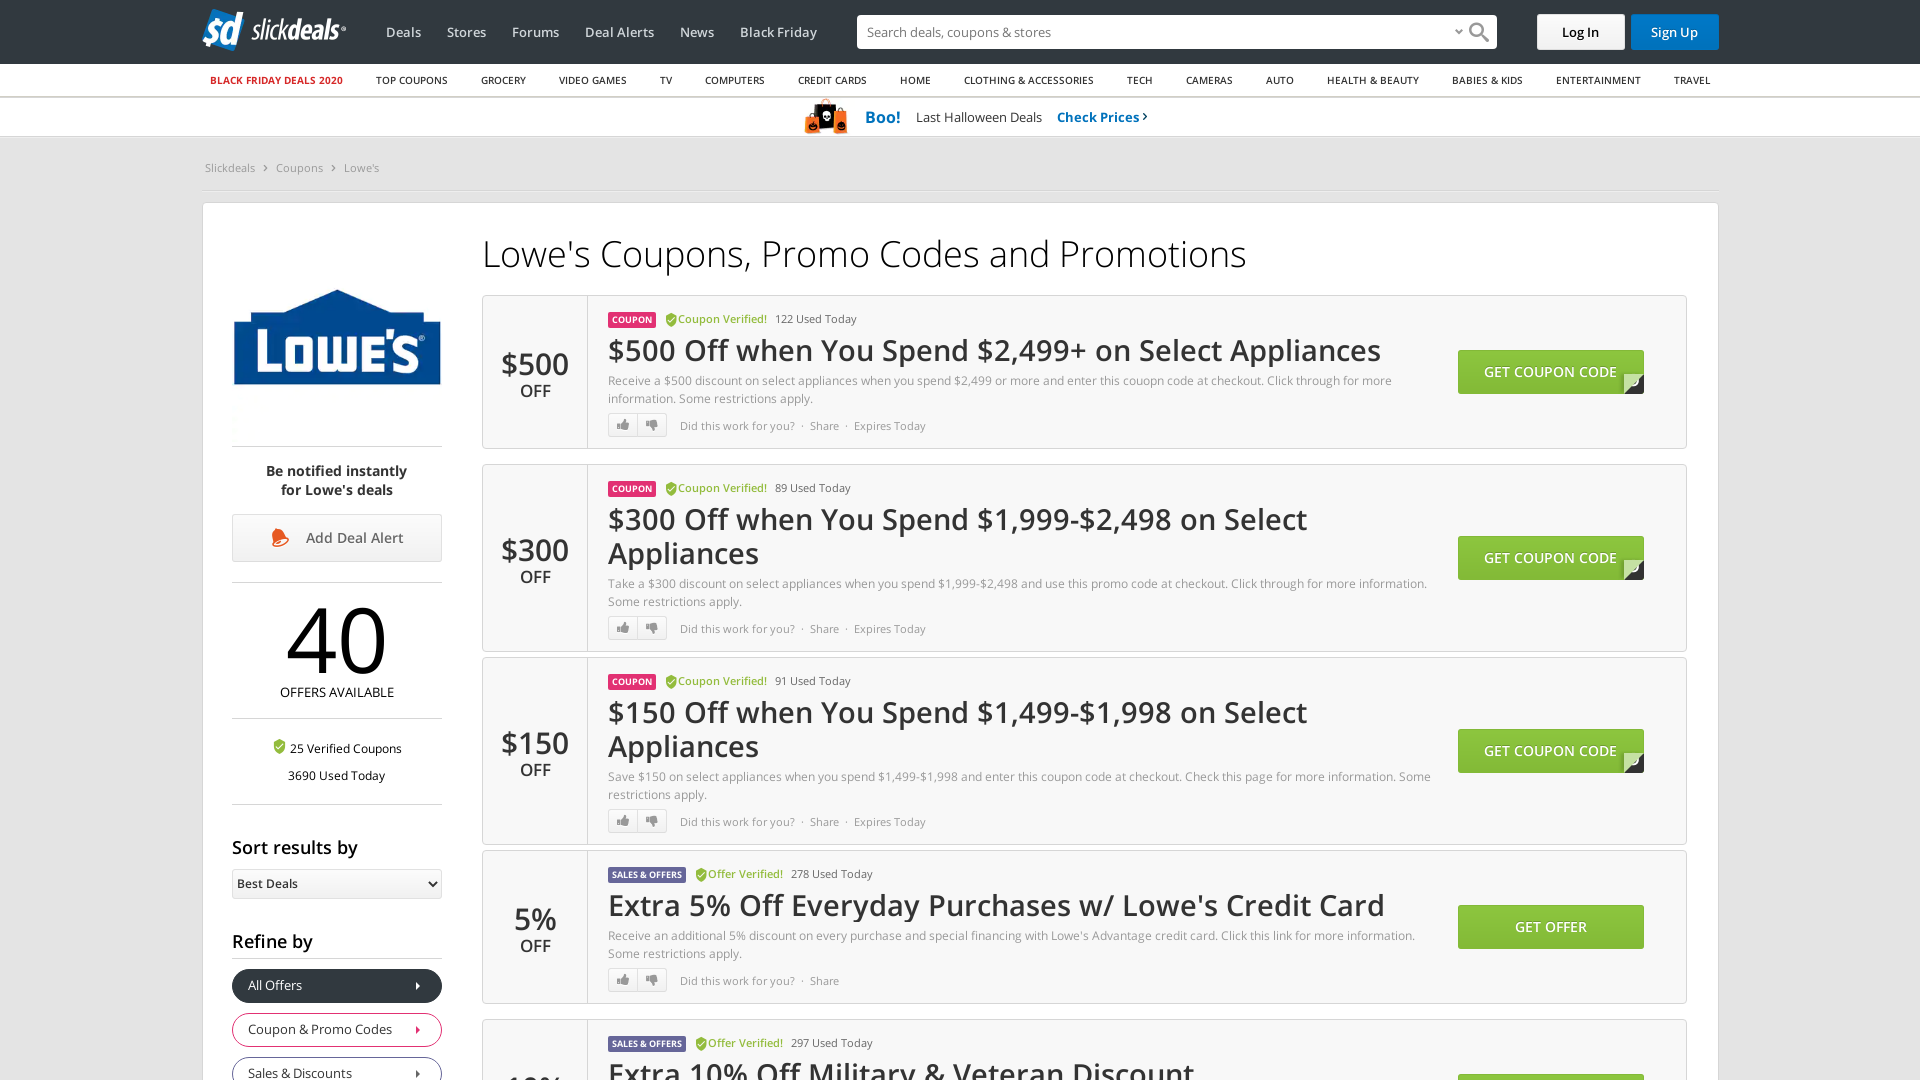 slickdeals
Deals
Stores
Forums
Deal Alerts
News
Black Friday
Search deals, coupons & stores
Log In
Sign Up
BLACK FRIDAY DEALS 2020
TOP COUPONS
GROCERY
VIDEO GAMES
TV
COMPUTERS
CREDIT CARDS
HOME
CLOTHING & ACCESSORIES
TECH
CAMERAS
AUTO
HEALTH & BEAUTY
BABIES & KIDS
ENTERTAINMENT
TRAVEL
Boo! Last Halloween Deals Check Prices ›
Slickdeals › Coupons › Lowe's
LOWE'S®
Be notified instantly
for Lowe's deals
Add Deal Alert
40
OFFERS AVAILABLE
25 Verified Coupons
3690 Used Today
Sort results by
Best Deals
Refine by
All Offers
Coupon & Promo Codes
Sales & Discounts
Lowe's Coupons, Promo Codes and Promotions
$500
OFF
COUPON Coupon Verified! 122 Used Today
$500 Off when You Spend $2,499+ on Select Appliances
Receive a $500 discount on select appliances when you spend $2,499 or more and enter this couopn code at checkout. Click through for more
information. Some restrictions apply.
Did this work for you? · Share · Expires Today
GET COUPON CODE
$300
OFF
COUPON Coupon Verified! 89 Used Today
$300 Off when You Spend $1,999-$2,498 on Select
Appliances
Take a $300 discount on select appliances when you spend $1,999-$2,498 and use this promo code at checkout. Click through for more information.
Some restrictions apply.
Did this work for you? · Share · Expires Today
GET COUPON CODE
$150
OFF
COUPON Coupon Verified! 91 Used Today
$150 Off when You Spend $1,499-$1,998 on Select
Appliances
Save $150 on select appliances when you spend $1,499-$1,998 and enter this coupon code at checkout. Check this page for more information. Some
restrictions apply.
Did this work for you? · Share · Expires Today
GET COUPON CODE
5%
OFF
SALES & OFFERS Offer Verified! 278 Used Today
Extra 5% Off Everyday Purchases w/ Lowe's Credit Card
Receive an additional 5% discount on every purchase and special financing with Lowe's Advantage credit card. Click this link for more information.
Some restrictions apply.
Did this work for you? · Share
GET OFFER
10%
SALES & OFFERS Offer Verified! 297 Used Today
Extra 10% Off Military & Veteran Discount